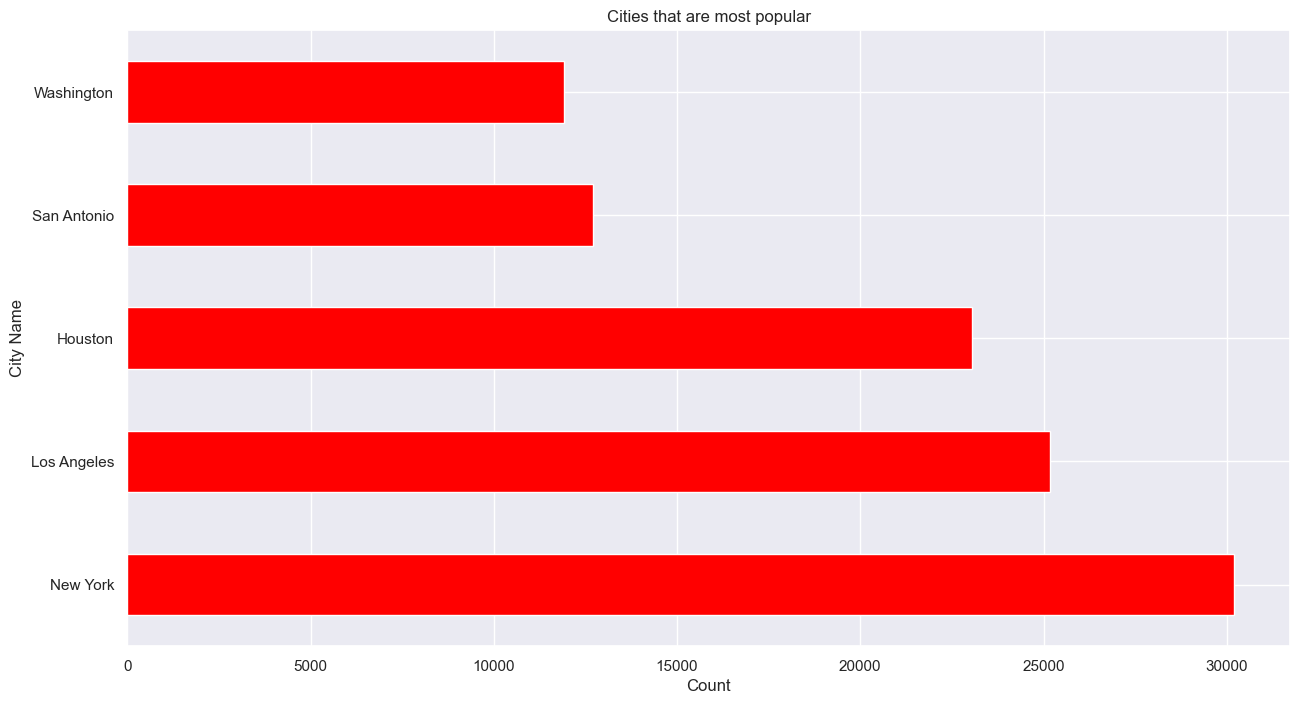 Cities that are most popular
City Name
Washington
San Antonio
Houston
Los Angeles
New York
0 5000 10000 15000 20000 25000 30000
Count